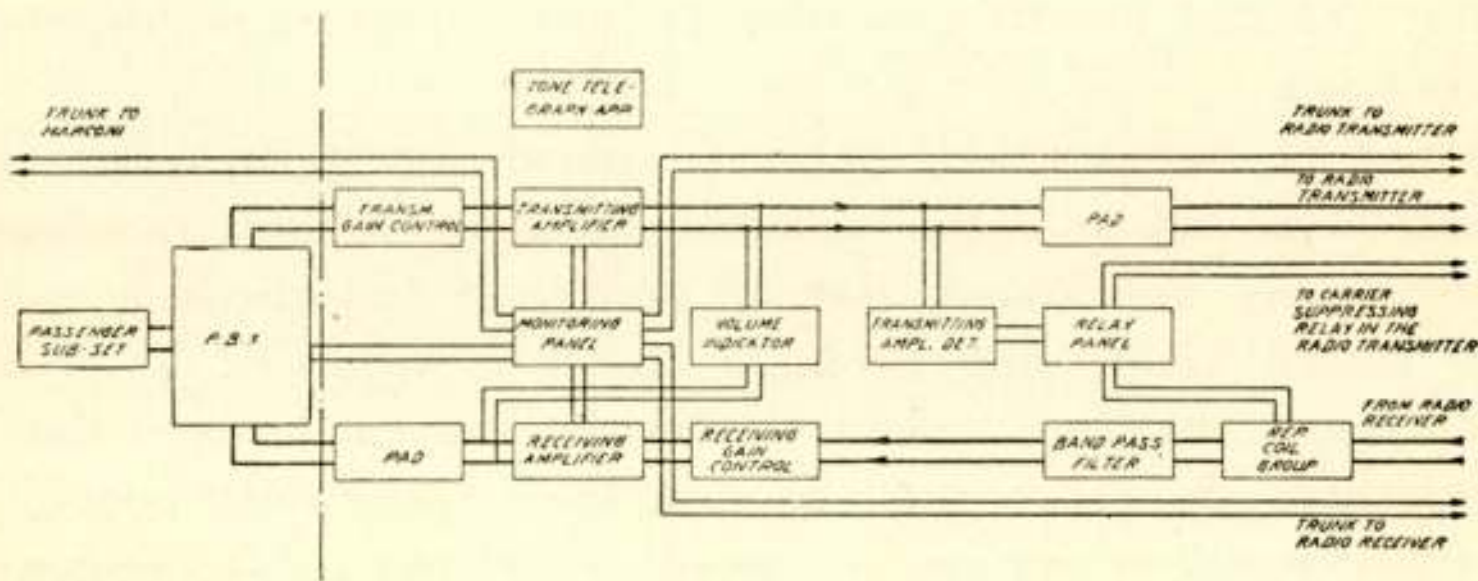 TONE TELE-
GRAPH APP
TRUNK TO
MARCONI
TRUNK TO
RADIO TRANSMITTER
TO RADIO
TRANSMITTER
TRANSM.
GAIN CONTROL
TRANSMITTING
AMPLIFIER
PAD
PASSENGER
SUB-SET
P.B.X
MONITORING
PANEL
VOLUME
INDICATOR
TRANSMITTING
AMPL. DET.
RELAY
PANEL
TO CARRIER
SUPPRESSING
RELAY IN THE
RADIO TRANSMITTER
PAD
RECEIVING
AMPLIFIER
RECEIVING
GAIN
CONTROL
BAND PASS
FILTER
REP.
COIL
GROUP
FROM RADIO
RECEIVER
TRUNK TO
RADIO RECEIVER